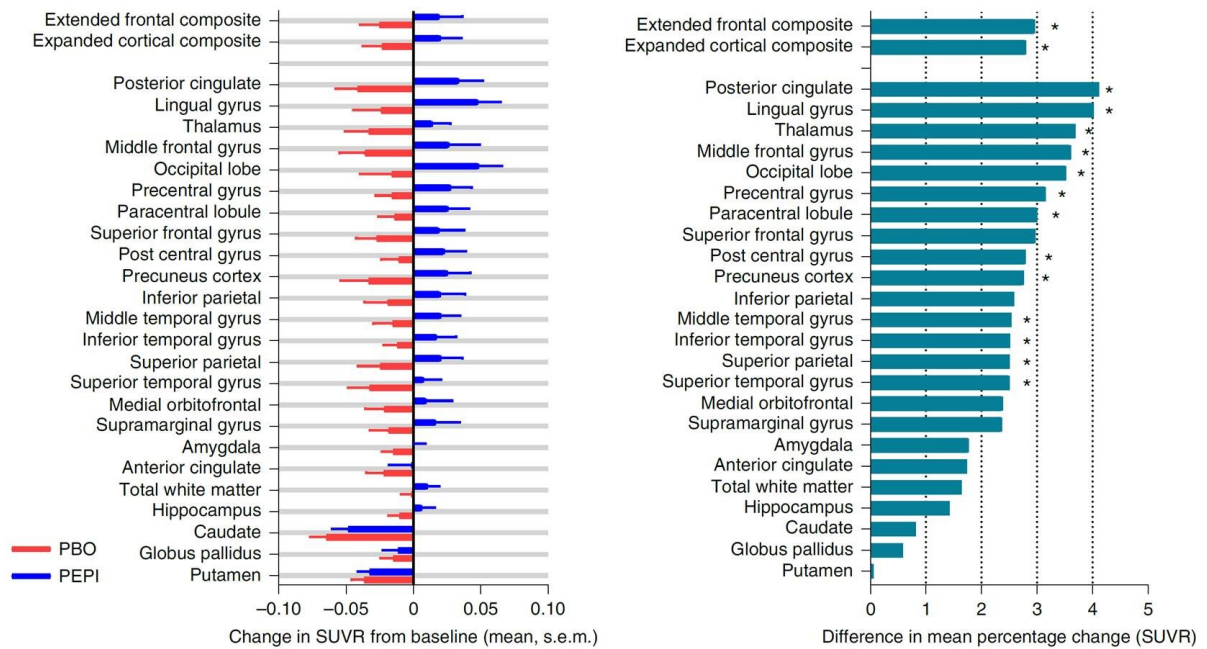 Extended frontal composite
Expanded cortical composite
Posterior cingulate
Lingual gyrus
Thalamus
Middle frontal gyrus
Occipital lobe
Precentral gyrus
Paracentral lobule
Superior frontal gyrus
Post central gyrus
Precuneus cortex
Inferior parietal
Middle temporal gyrus
Inferior temporal gyrus
Superior parietal
Superior temporal gyrus
Medial orbitofrontal
Supramarginal gyrus
Amygdala
Anterior cingulate
Total white matter
Hippocampus
Caudate
Globus pallidus
Putamen
PBO
PEPI
−0.10 −0.05 0 0.05 0.10
Change in SUVR from baseline (mean, s.e.m.)
Extended frontal composite *
Expanded cortical composite *
Posterior cingulate *
Lingual gyrus *
Thalamus *
Middle frontal gyrus *
Occipital lobe *
Precentral gyrus *
Paracentral lobule *
Superior frontal gyrus
Post central gyrus *
Precuneus cortex *
Inferior parietal
Middle temporal gyrus *
Inferior temporal gyrus *
Superior parietal *
Superior temporal gyrus *
Medial orbitofrontal
Supramarginal gyrus
Amygdala
Anterior cingulate
Total white matter
Hippocampus
Caudate
Globus pallidus
Putamen
0 1 2 3 4 5
Difference in mean percentage change (SUVR)